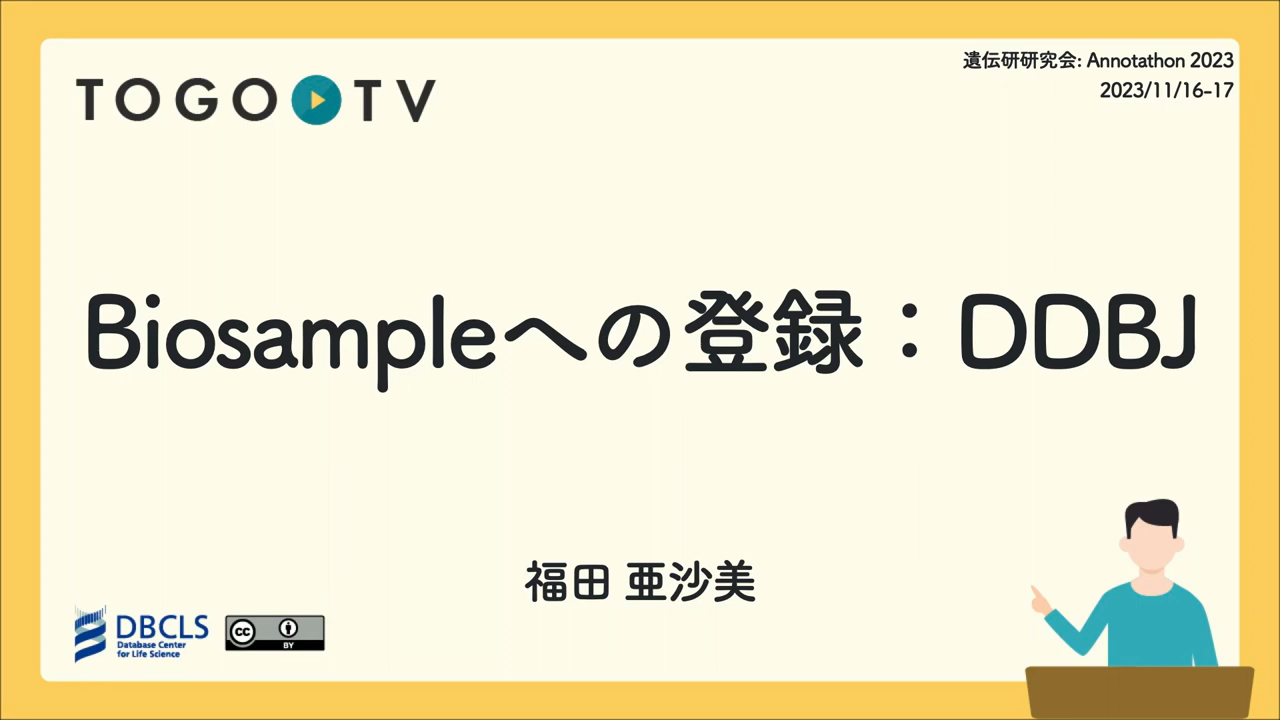 TOGO TV
遺伝研研究会: Annotathon 2023
2023/11/16-17
Biosampleへの登録：DDBJ
福田 亜沙美
DBCLS
Database Center
for Life Science
cc
BY